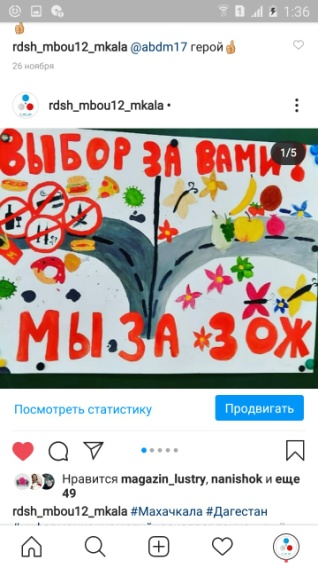 1:36
rdsh_mbou12_mkala @abdm17 герой
26 ноября
rdsh_mbou12_mkala •
1/5
ВЫБОР ЗА ВАМИ!
МЫ ЗА ЗОЖ
Посмотреть статистику
Продвигать
Нравится magazin_lustry, nanishok и еще
49
rdsh_mbou12_mkala #Махачкала #Дагестан